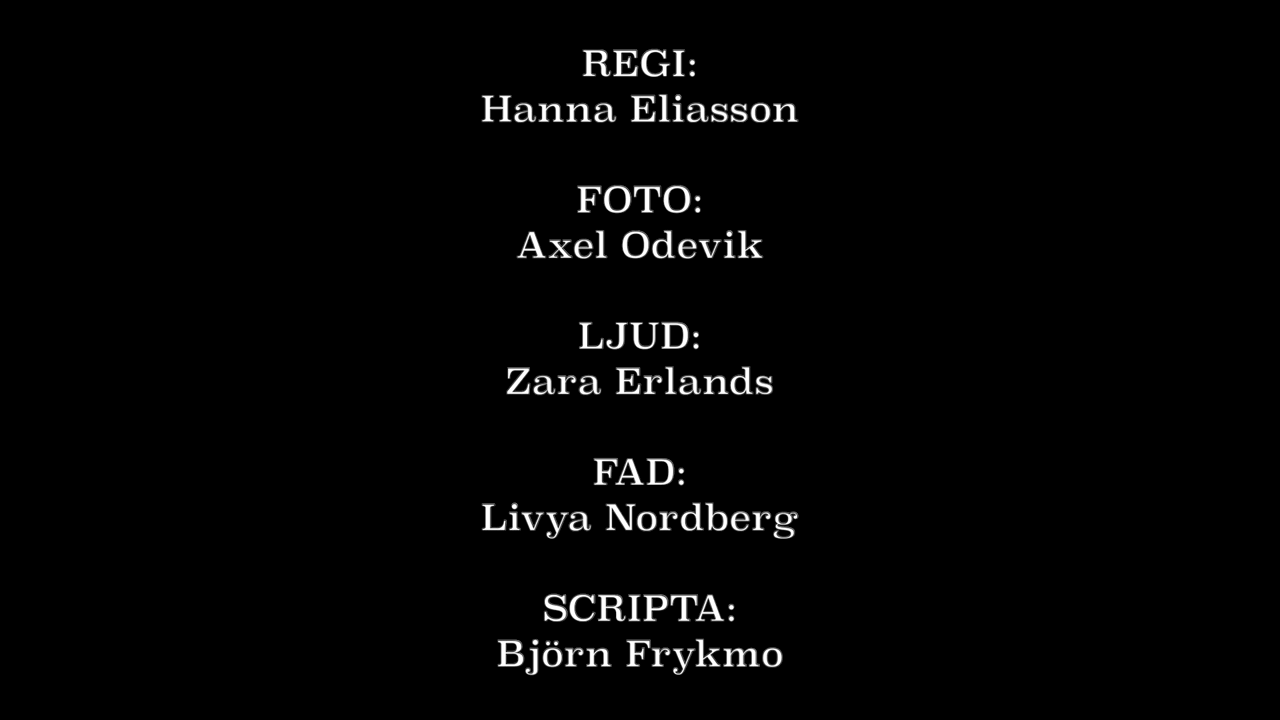 REGI:
Hanna Eliasson
FOTO:
Axel Odevik
LJUD:
Zara Erlands
FAD:
Livya Nordberg
SCRIPTA:
Björn Frykmo